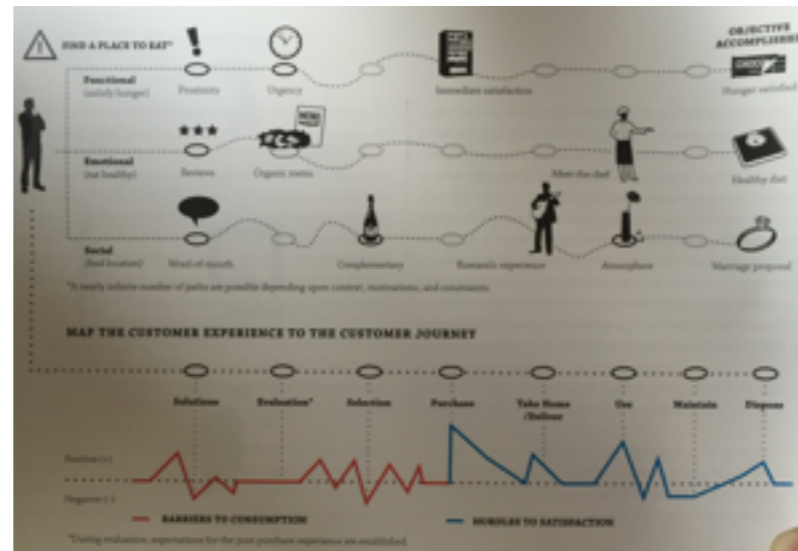 FIND A PLACE TO EAT*
OBJECTIVE
ACCOMPLISHED
Functional
(satisfy hunger)
Proximity
Urgency
Immediate satisfaction
Hunger satisfied
MENU
Emotional
(eat healthy)
Reviews
Organic menu
Meet the chef
Healthy diet
Social
(find location)
Word of mouth
Complementary
Romantic experience
Atmosphere
Marriage proposal
*A nearly infinite number of paths are possible depending upon context, motivations, and constraints.
MAP THE CUSTOMER EXPERIENCE TO THE CUSTOMER JOURNEY
Solutions
Evaluation*
Selection
Purchase
Take Home
/Deliver
Use
Maintain
Dispose
Positive (+)
Negative (–)
BARRIERS TO CONSUMPTION
HURDLES TO SATISFACTION
*During evaluation, expectations for the post-purchase experience are established.